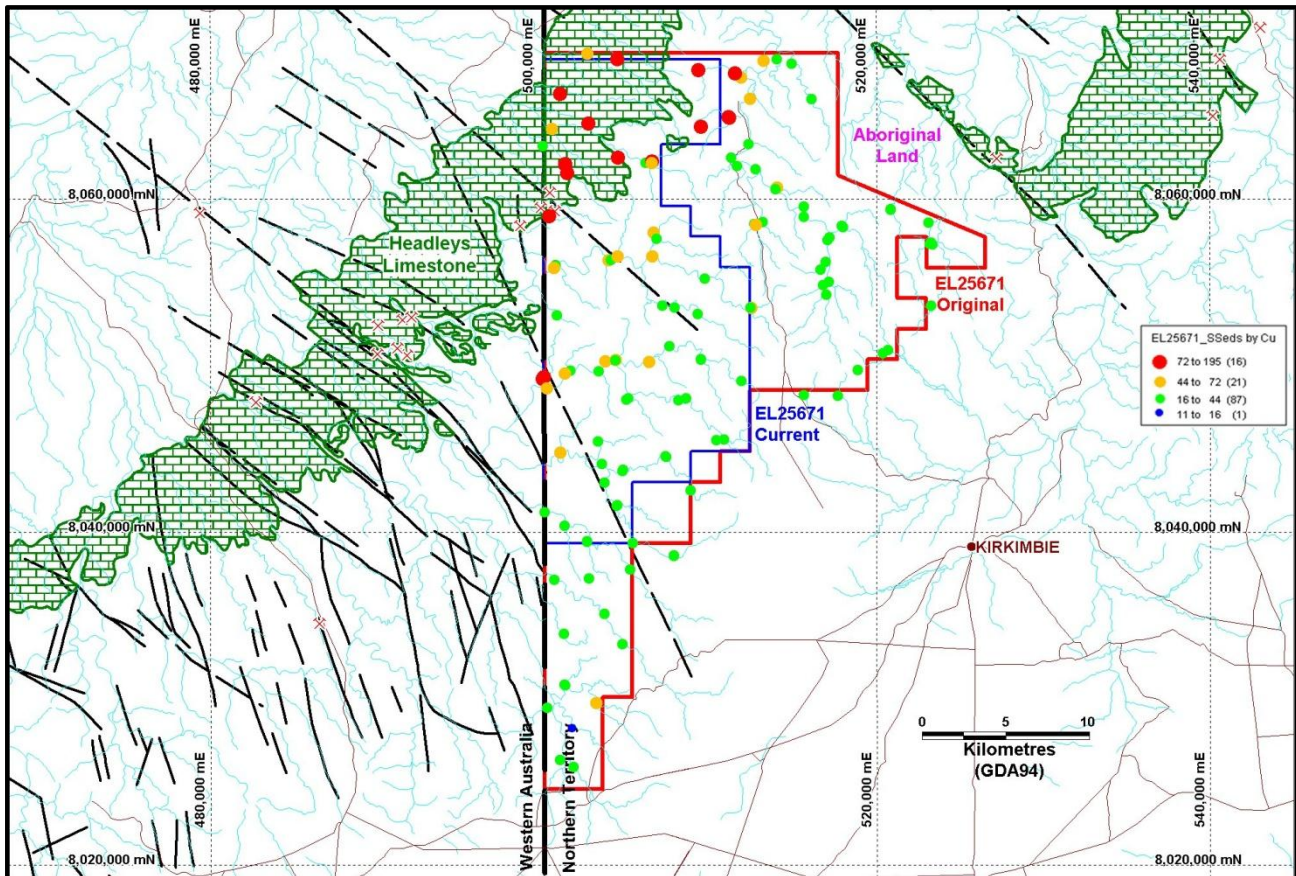 480,000 mE
500,000 mE
520,000 mE
540,000 mE
Aboriginal
Land
8,060,000 mN
8,060,000 mN
Headleys
Limestone
EL25671
Original
EL25671_SSeds by Cu
72 to 195 (16)
44 to 72 (21)
16 to 44 (87)
11 to 16 (1)
EL25671
Current
8,040,000 mN
8,040,000 mN
KIRKIMBIE
0 5 10
Kilometres
(GDA94)
Western Australia
Northern Territory
480,000 mE
520,000 mE
540,000 mE
8,020,000 mN
8,020,000 mN